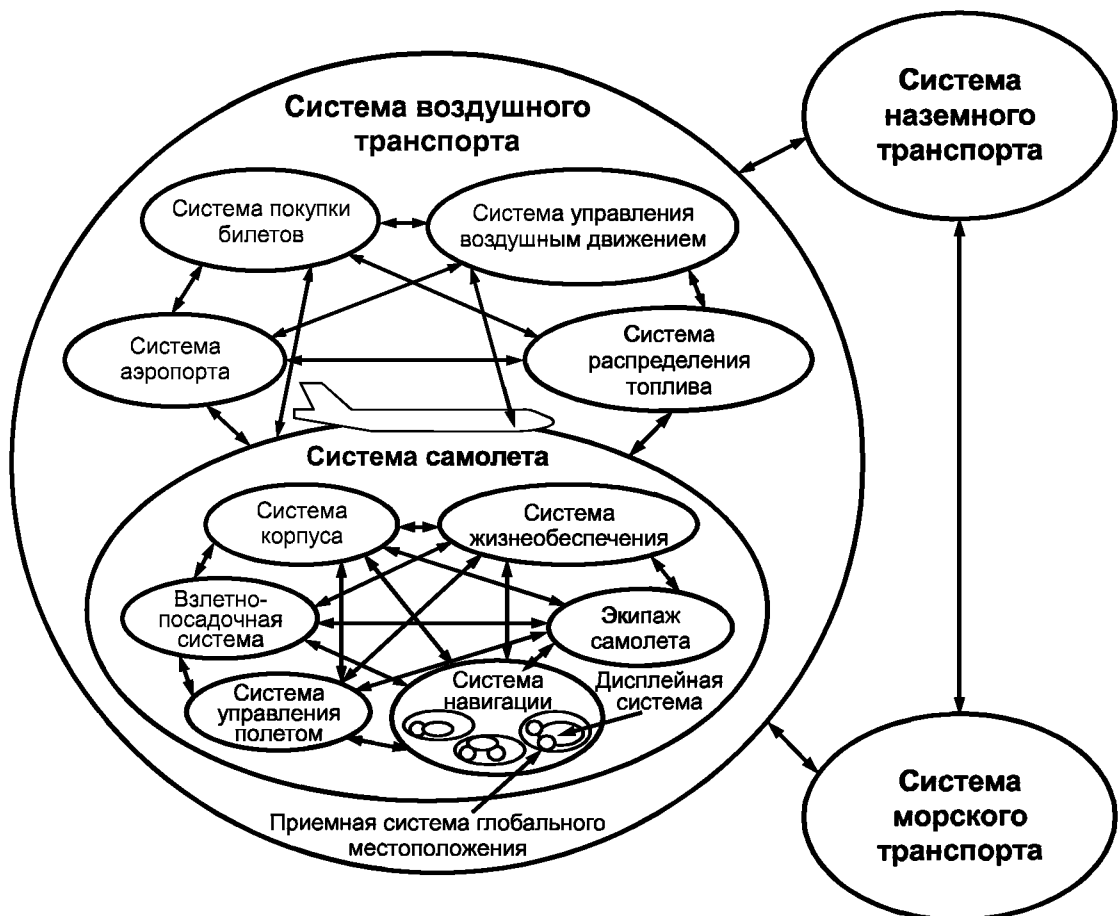 Система воздушного
транспорта
Система
наземного
транспорта
Система покупки
билетов
Система управления
воздушным движением
Система
аэропорта
Система
распределения
топлива
Система самолета
Система
корпуса
Система
жизнеобеспечения
Взлетно-
посадочная
система
Экипаж
самолета
Система
управления
полетом
Система
навигации
Дисплейная
система
Приемная система глобального
местоположения
Система
морского
транспорта